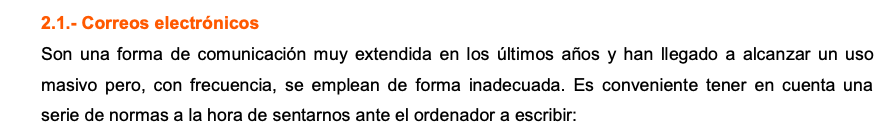 2.1.- Correos electrónicos
Son una forma de comunicación muy extendida en los últimos años y han llegado a alcanzar un uso
masivo pero, con frecuencia, se emplean de forma inadecuada. Es conveniente tener en cuenta una
serie de normas a la hora de sentarnos ante el ordenador a escribir: